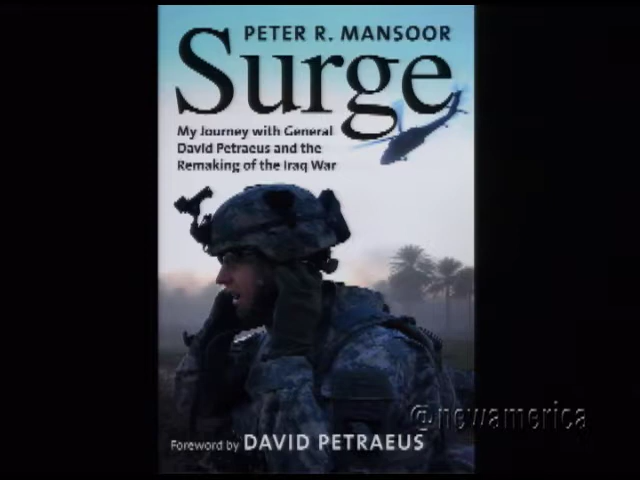 PETER R. MANSOOR
Surge
My Journey with General
David Petraeus and the
Remaking of the Iraq War
@newamerica
Foreword by DAVID PETRAEUS